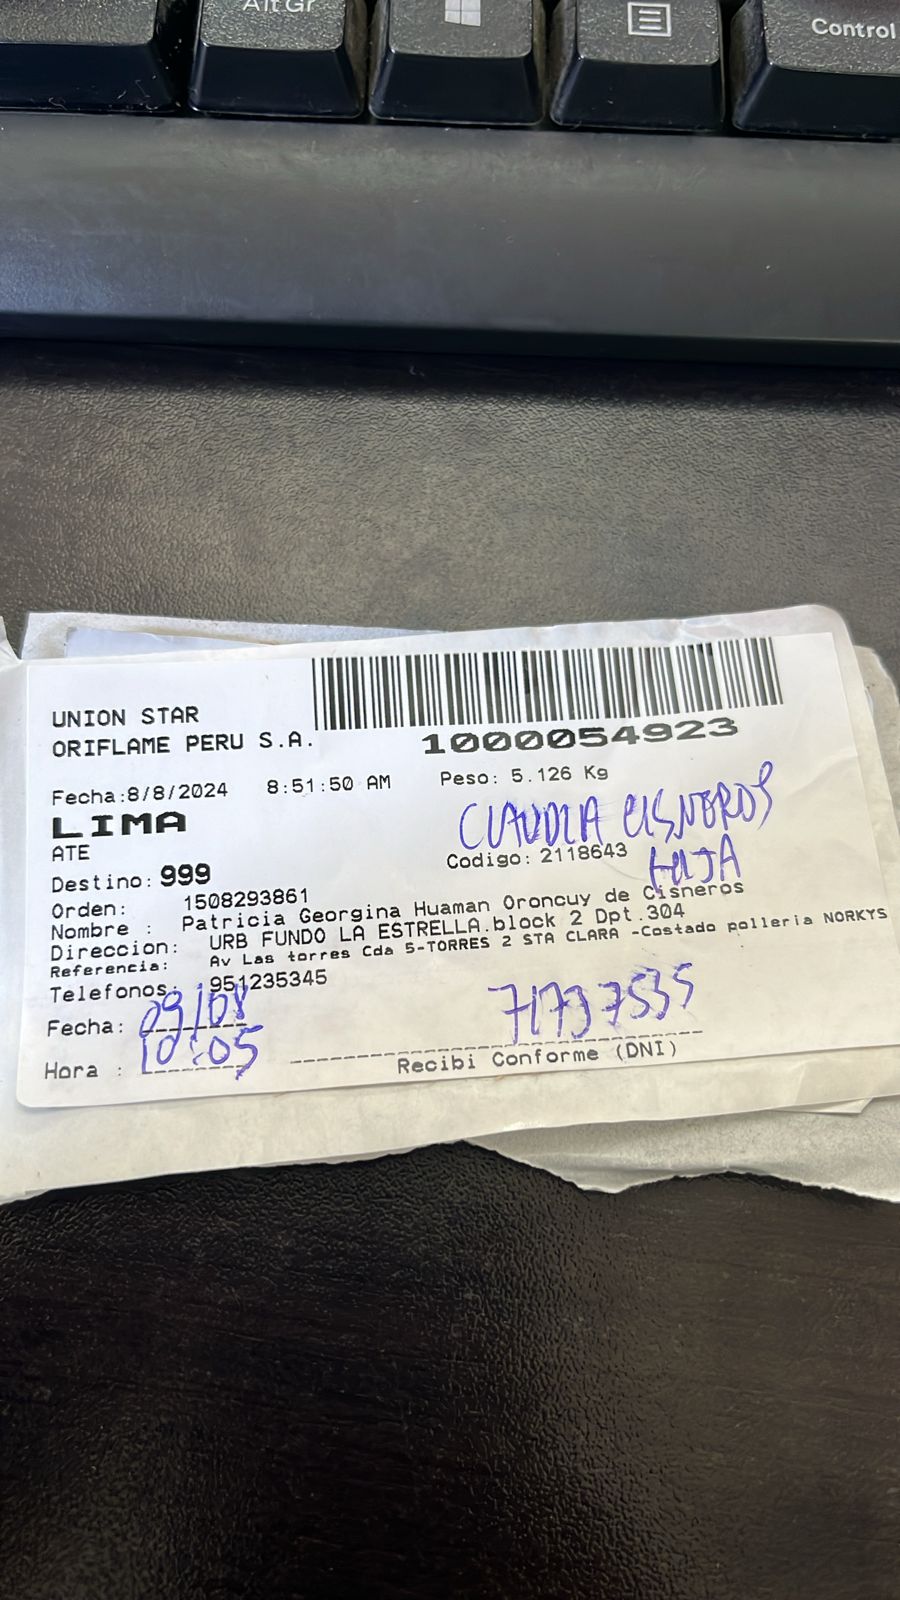 Alt Gr
Control
UNION STAR
ORIFLAME PERU S.A.
1000054923
Fecha:8/8/2024 8:51:50 AM Peso: 5.126 Kg
LIMA
CLAUDIA CISNEROS
ATE
Codigo: 2118643
HIJA
Destino: 999
Orden: 1508293861
Nombre : Patricia Georgina Huaman Oroncuy de Cisneros
Direccion: URB FUNDO LA ESTRELLA.block 2 Dpt.304
Referencia: Av Las torres Cda 5-TORRES 2 STA CLARA -Costado polleria NORKYS
Telefonos: 951235345
Fecha: 09/08
71737535
Hora : 10:05
Recibi Conforme (DNI)